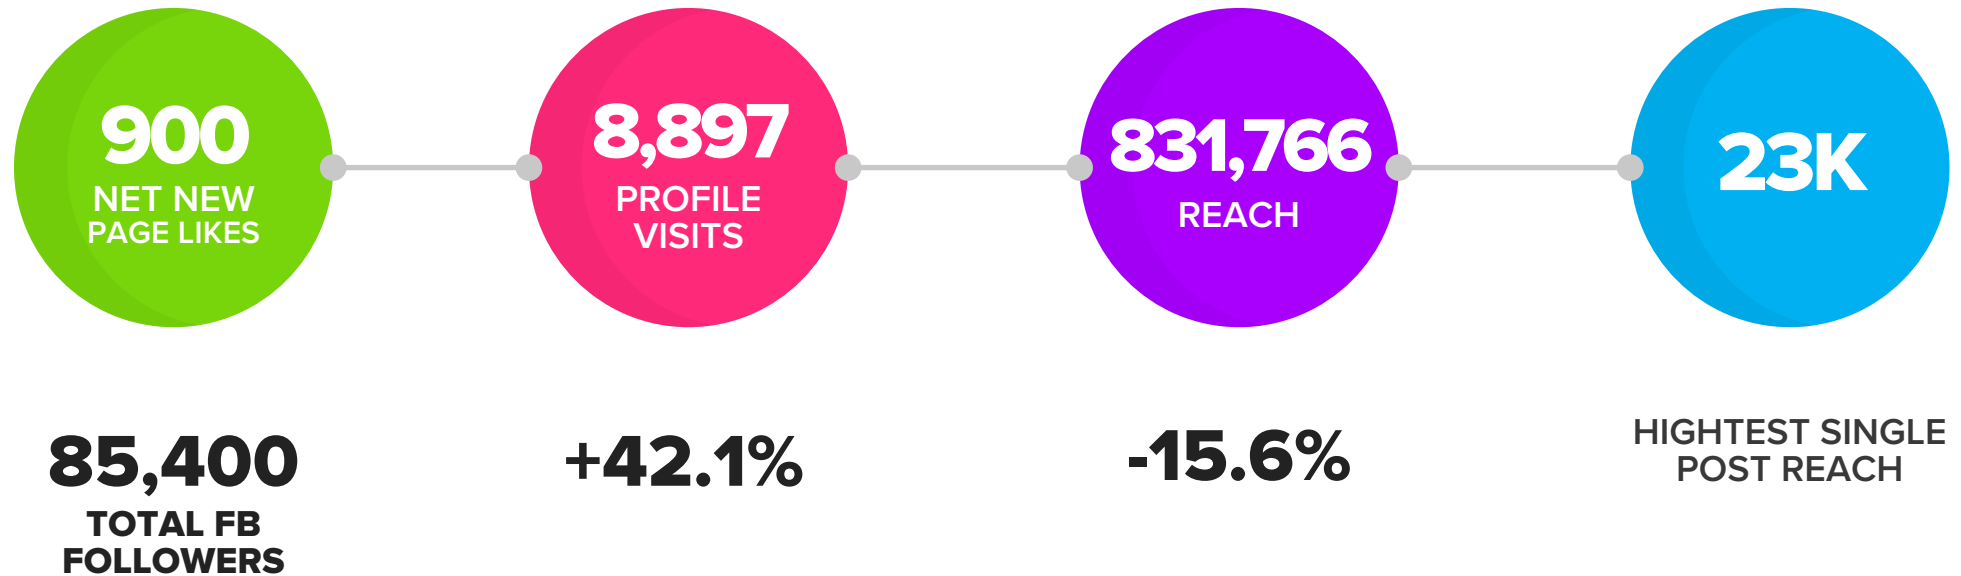 900
NET NEW
PAGE LIKES
85,400
TOTAL FB
FOLLOWERS
8,897
PROFILE
VISITS
+42.1%
831,766
REACH
-15.6%
23K
HIGHTEST SINGLE
POST REACH